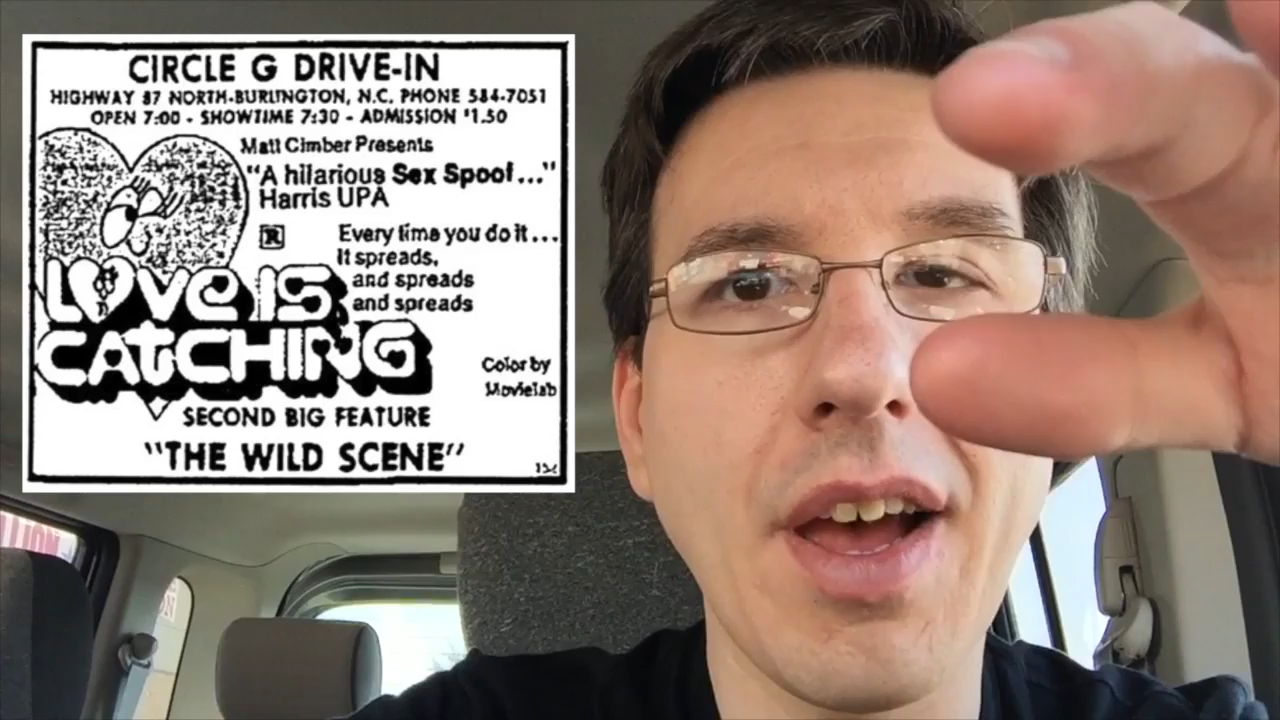 CIRCLE G DRIVE-IN
HIGHWAY 87 NORTH-BURLINGTON, N.C. PHONE 584-7051
OPEN 7:00 - SHOWTIME 7:30 - ADMISSION $1.50
Matt Cimber Presents
"A hilarious Sex Spoof..."
Harris UPA
R
Every time you do it...
It spreads,
and spreads
and spreads
LOVE IS
CATCHING
Color by
Movielab
SECOND BIG FEATURE
"THE WILD SCENE"